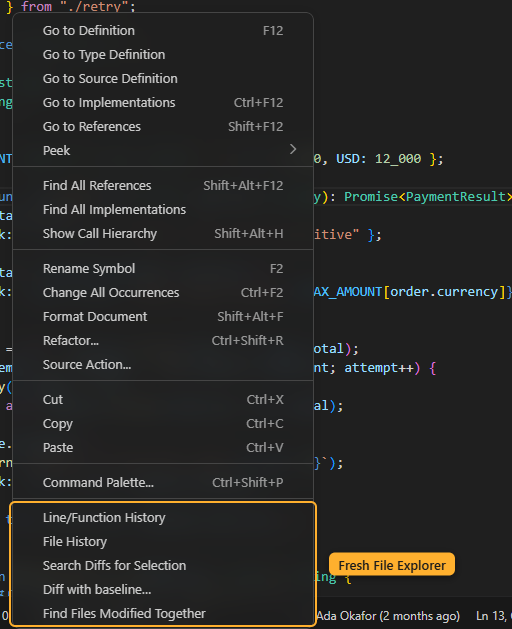 } from "./retry";
Go to Definition F12
Go to Type Definition
Go to Source Definition
Go to Implementations Ctrl+F12
Go to References Shift+F12
Peek
0, USD: 12_000 };
Find All References Shift+Alt+F12
y): Promise<PaymentResult>
Find All Implementations
Show Call Hierarchy Shift+Alt+H
itive" };
Rename Symbol F2
Change All Occurrences Ctrl+F2
AX_AMOUNT[order.currency]}
Format Document Shift+Alt+F
Refactor... Ctrl+Shift+R
otal);
Source Action...
nt; attempt++) {
Cut Ctrl+X
al);
Copy Ctrl+C
Paste Ctrl+V
}`);
Command Palette... Ctrl+Shift+P
Line/Function History
File History
Search Diffs for Selection
Fresh File Explorer
ing {
Diff with baseline...
Find Files Modified Together
Ada Okafor (2 months ago) Ln 13,